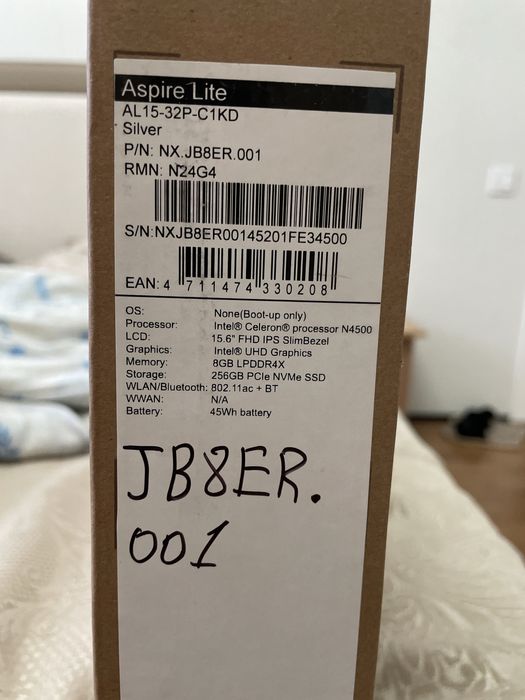 Aspire Lite
AL15-32P-C1KD
Silver
P/N: NX.JB8ER.001
RMN: N24G4
S/N:NXJB8ER00145201FE34500
EAN: 4 711474 330208
OS: None(Boot-up only)
Processor: Intel® Celeron® processor N4500
LCD: 15.6" FHD IPS SlimBezel
Graphics: Intel® UHD Graphics
Memory: 8GB LPDDR4X
Storage: 256GB PCIe NVMe SSD
WLAN/Bluetooth: 802.11ac + BT
WWAN: N/A
Battery: 45Wh battery
JB8ER.
001